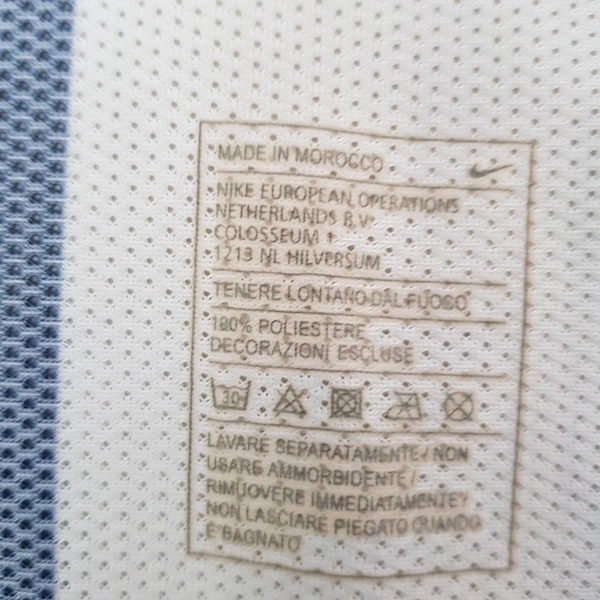 MADE IN MOROCCO
NIKE EUROPEAN OPERATIONS
NETHERLANDS B.V.
COLOSSEUM 1
1213 NL HILVERSUM
TENERE LONTANO DAL FUOCO
100% POLIESTERE
DECORAZIONI ESCLUSE
30
LAVARE SEPARATAMENTE / NON
USARE AMMORBIDENTE /
RIMUOVERE IMMEDIATAMENTE /
NON LASCIARE PIEGATO QUANDO
È BAGNATO